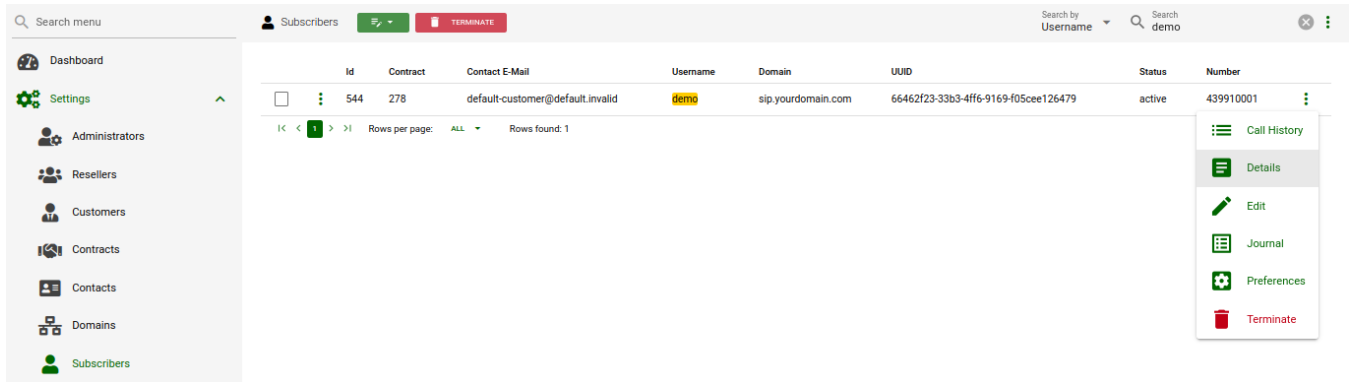 Search menu
Dashboard
Settings
Administrators
Resellers
Customers
Contracts
Contacts
Domains
Subscribers
Subscribers
TERMINATE
Search by
Username
Search
demo
Id Contract Contact E-Mail Username Domain UUID Status Number
544 278 default-customer@default.invalid demo sip.yourdomain.com 66462f23-33b3-4ff6-9169-f05cee126479 active 439910001
1 Rows per page: ALL Rows found: 1
Call History
Details
Edit
Journal
Preferences
Terminate